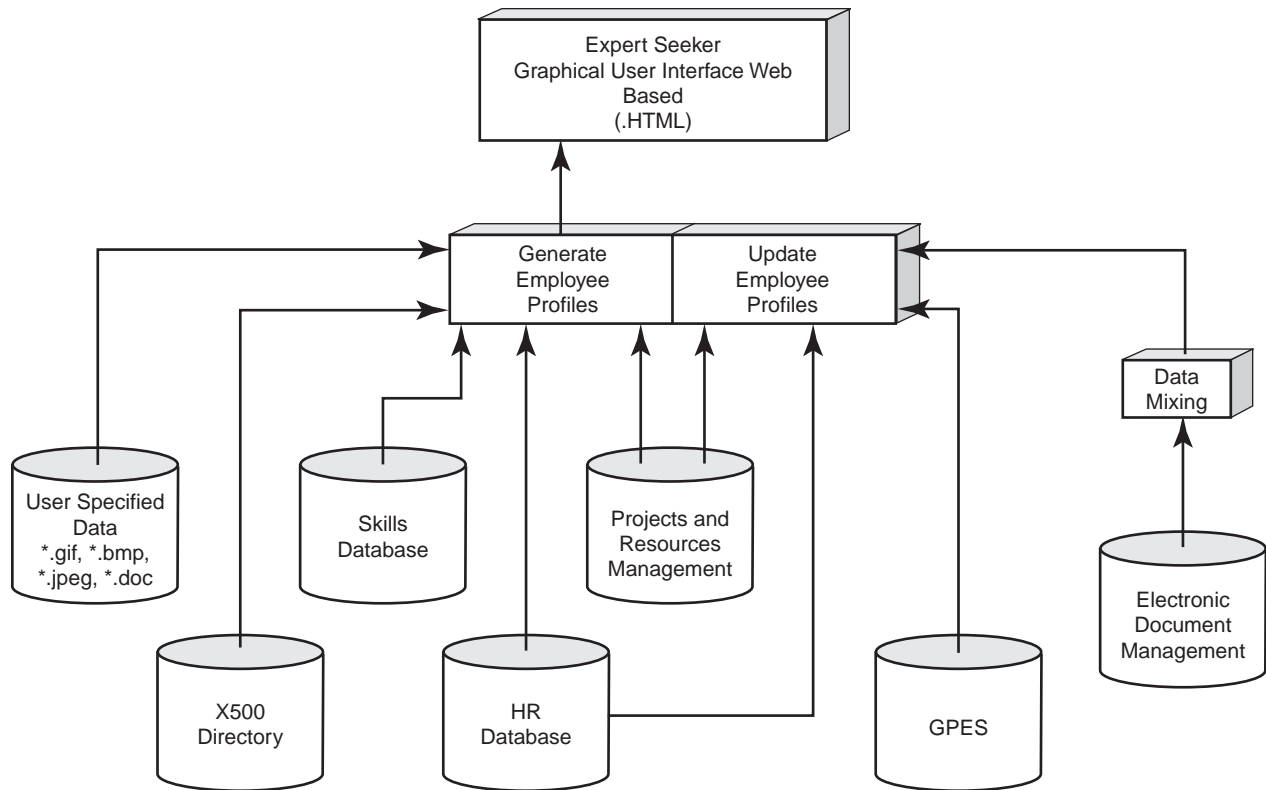 Expert Seeker
Graphical User Interface Web
Based
(.HTML)
Generate
Employee
Profiles
Update
Employee
Profiles
Data
Mixing
User Specified
Data
*.gif, *.bmp,
*.jpeg, *.doc
Skills
Database
Projects and
Resources
Management
Electronic
Document
Management
X500
Directory
HR
Database
GPES